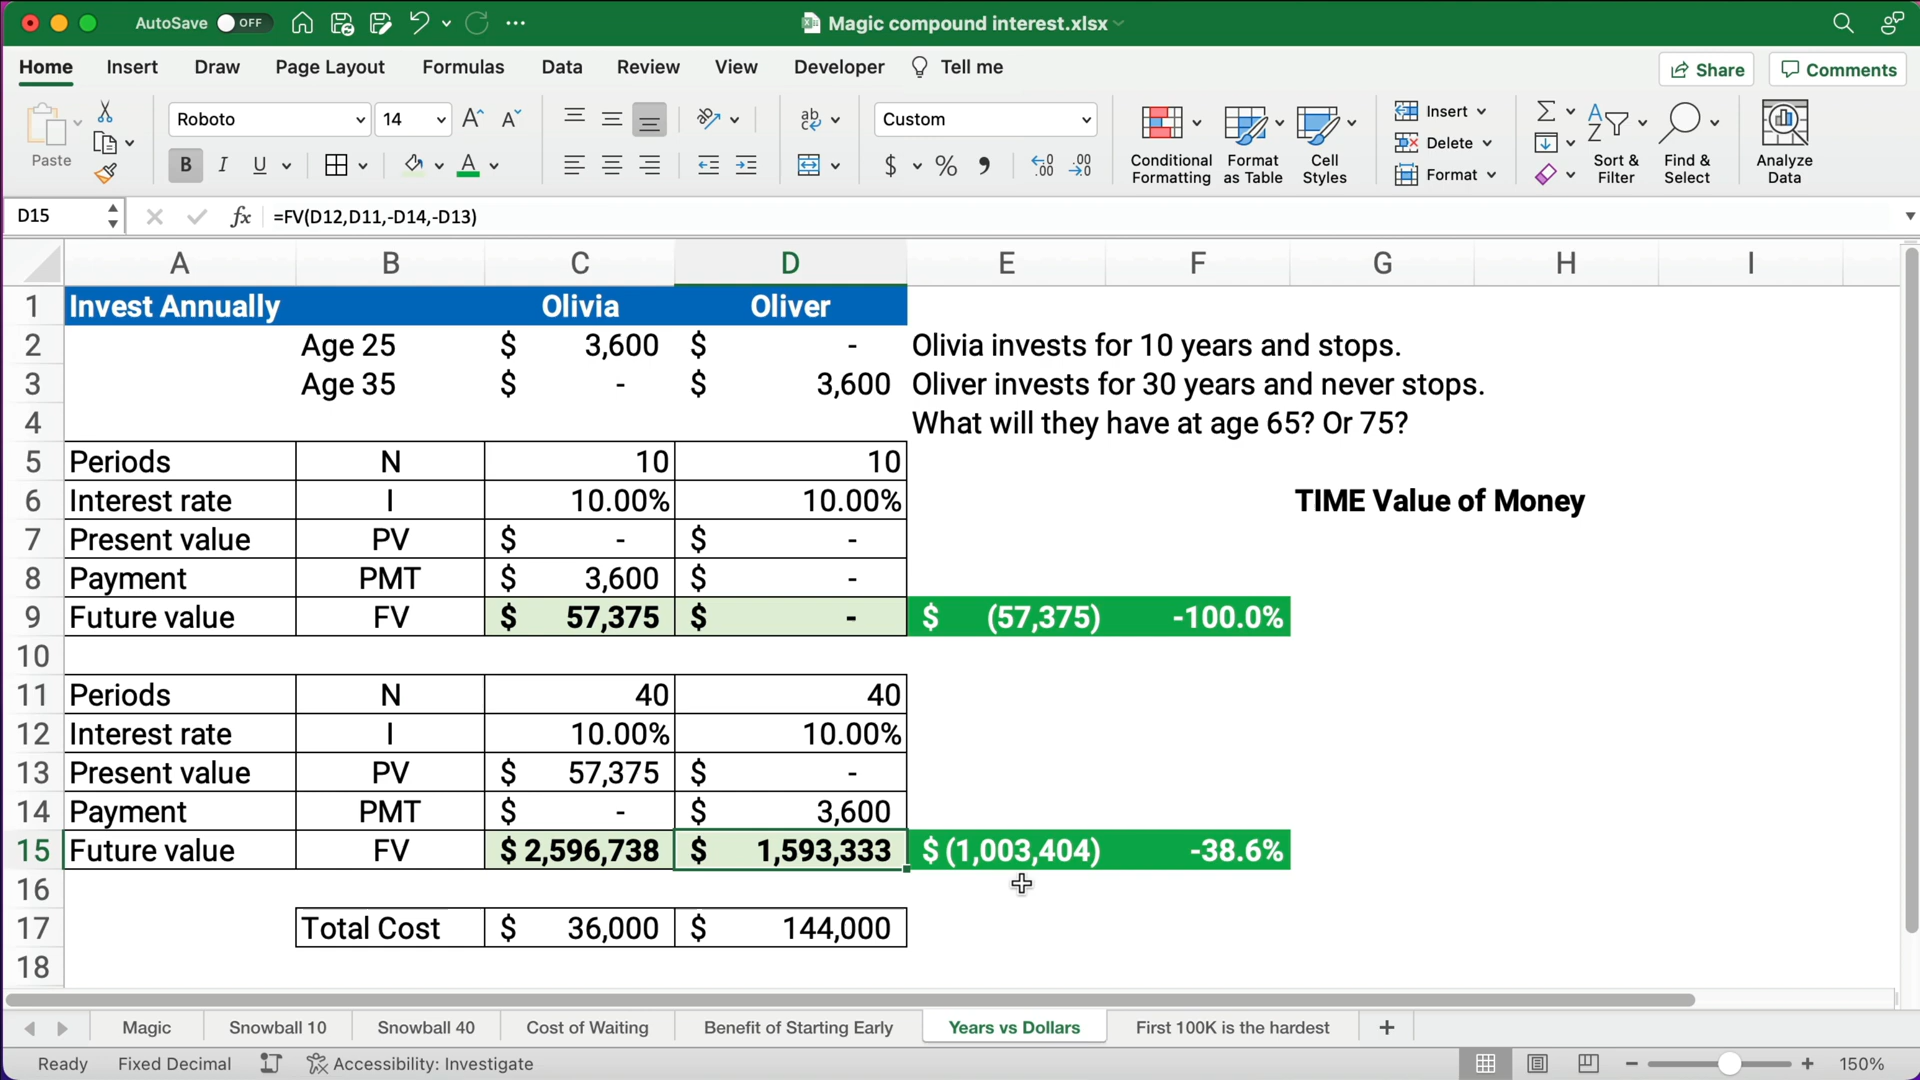 AutoSave OFF Magic compound interest.xlsx
Home Insert Draw Page Layout Formulas Data Review View Developer Tell me Share Comments
Paste
Roboto 14 Custom
B I U A $ % ,
Conditional Formatting
Format as Table
Cell Styles
Insert
Delete
Format
Sort & Filter
Find & Select
Analyze Data
D15 fx =FV(D12,D11,-D14,-D13)
A B C D E F G H I
1 Invest Annually Olivia Oliver
2 Age 25 $ 3,600 $ - Olivia invests for 10 years and stops.
3 Age 35 $ - $ 3,600 Oliver invests for 30 years and never stops.
4 What will they have at age 65? Or 75?
5 Periods N 10 10
6 Interest rate I 10.00% 10.00% TIME Value of Money
7 Present value PV $ - $ -
8 Payment PMT $ 3,600 $ -
9 Future value FV $ 57,375 $ - $ (57,375) -100.0%
10
11 Periods N 40 40
12 Interest rate I 10.00% 10.00%
13 Present value PV $ 57,375 $ -
14 Payment PMT $ - $ 3,600
15 Future value FV $ 2,596,738 $ 1,593,333 $ (1,003,404) -38.6%
16
17 Total Cost $ 36,000 $ 144,000
18
Magic Snowball 10 Snowball 40 Cost of Waiting Benefit of Starting Early Years vs Dollars First 100K is the hardest +
Ready Fixed Decimal Accessibility: Investigate 150%